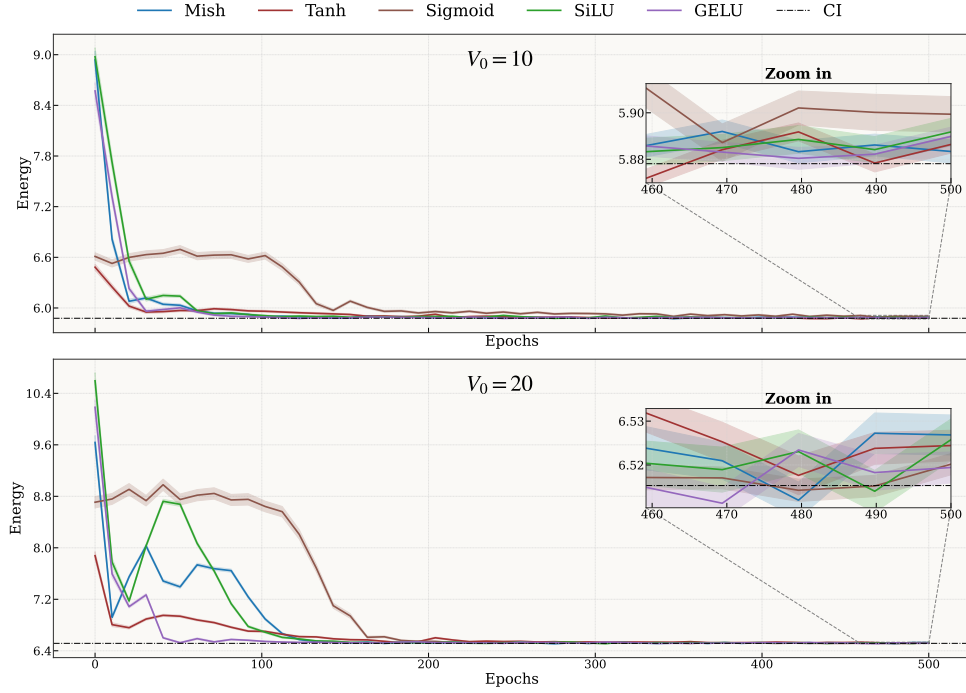 Mish Tanh Sigmoid SiLU GELU CI
V₀ = 10
9.0
8.4
7.8
7.2
6.6
6.0
Energy
Zoom in
5.90
5.88
460 470 480 490 500
Epochs
V₀ = 20
10.4
9.6
8.8
8.0
7.2
6.4
Energy
Zoom in
6.53
6.52
460 470 480 490 500
0 100 200 300 400 500
Epochs